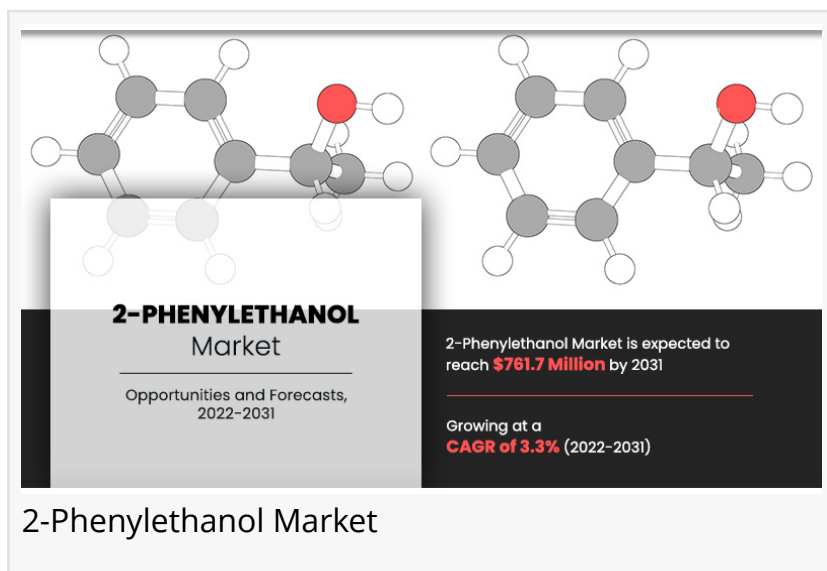 2-PHENYLETHANOL
Market
Opportunities and Forecasts,
2022-2031
2-Phenylethanol Market is expected to
reach $761.7 Million by 2031
Growing at a
CAGR of 3.3% (2022-2031)
2-Phenylethanol Market